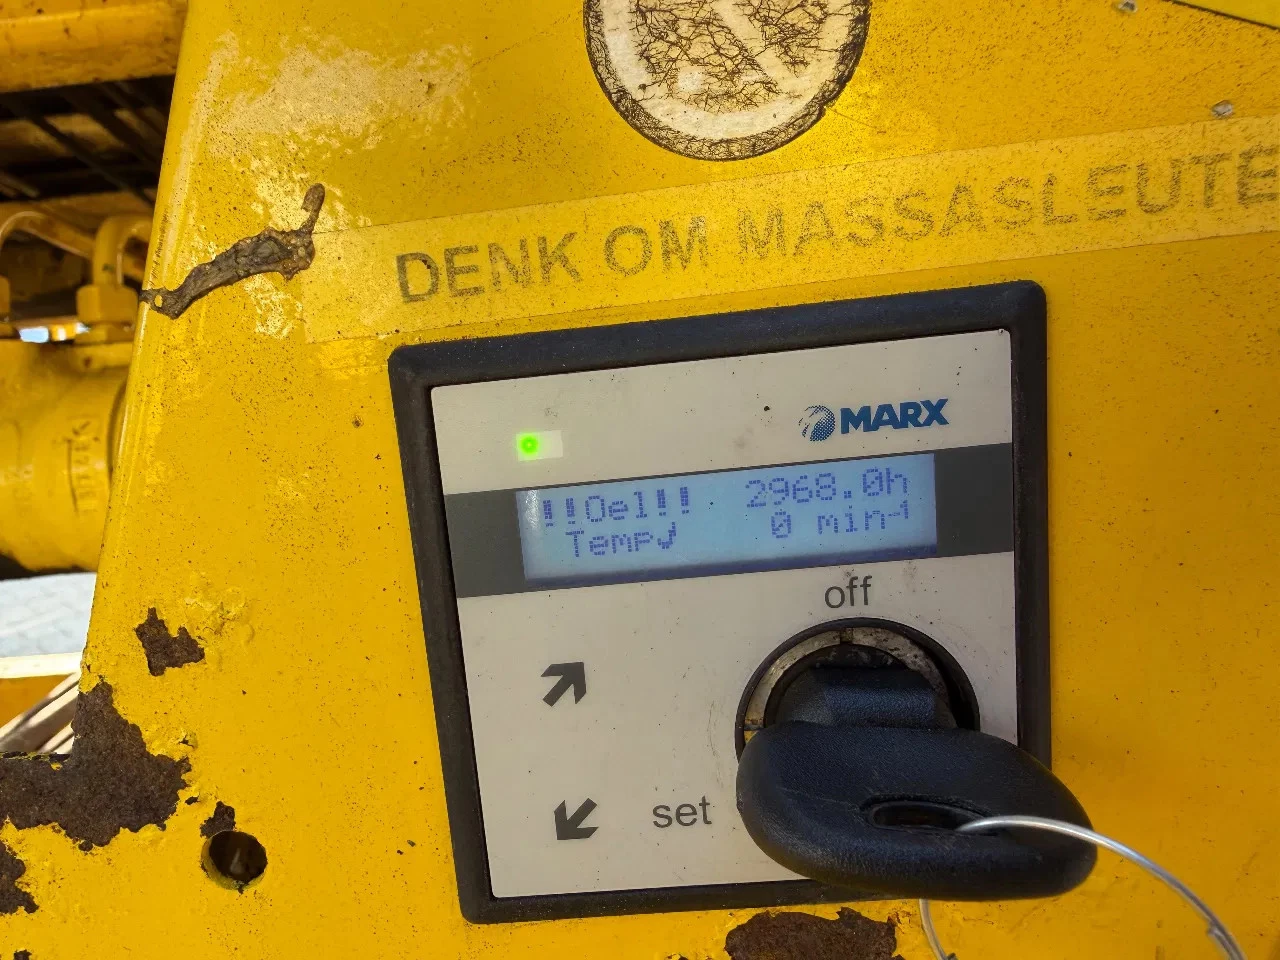 DENK OM MASSASLEUTE
MARX
!!Oel!! 2968.0h
Temp√ 0 min⁻¹
off
set